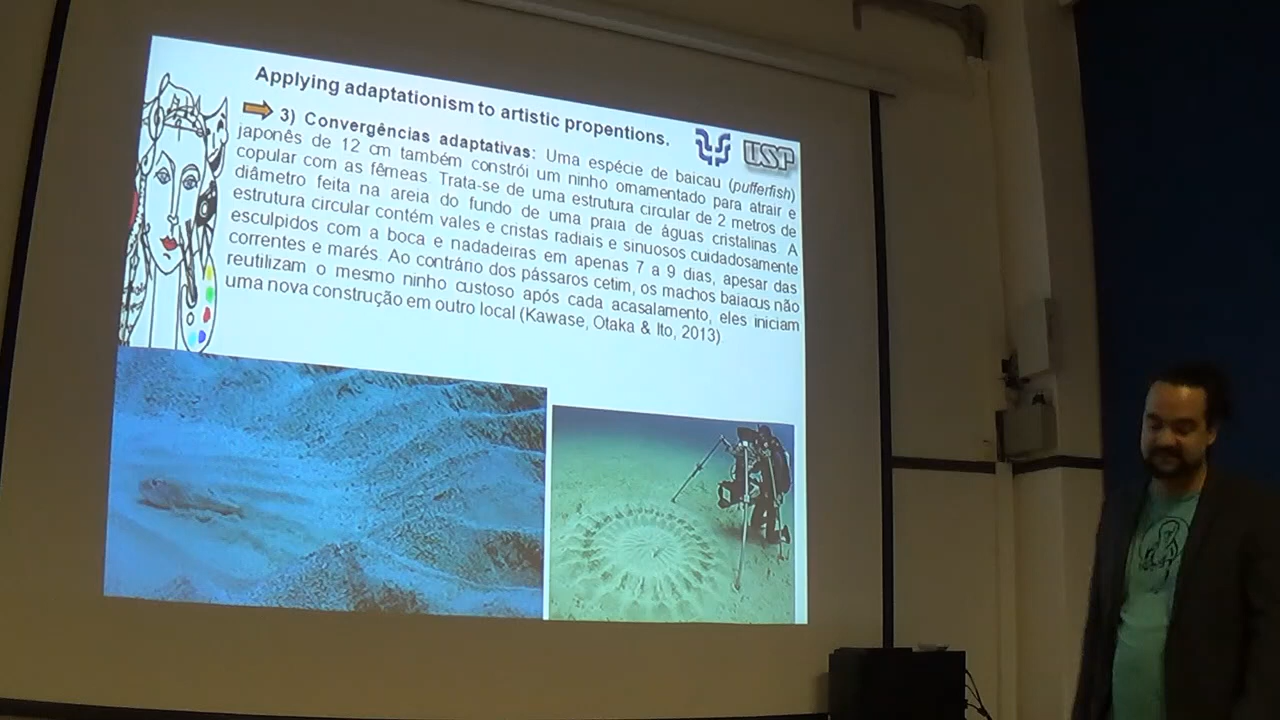 Applying adaptationism to artistic propentions.
3) Convergências adaptativas: Uma espécie de baicau (pufferfish)
japonês de 12 cm também constrói um ninho ornamentado para atrair e
copular com as fêmeas. Trata-se de uma estrutura circular de 2 metros de
diâmetro feita na areia do fundo de uma praia de águas cristalinas. A
estrutura circular contém vales e cristas radiais e sinuosos cuidadosamente
esculpidos com a boca e nadadeiras em apenas 7 a 9 dias, apesar das
correntes e marés. Ao contrário dos pássaros cetim, os machos baiacus não
reutilizam o mesmo ninho custoso após cada acasalamento, eles iniciam
uma nova construção em outro local (Kawase, Otaka & Ito, 2013).
USP